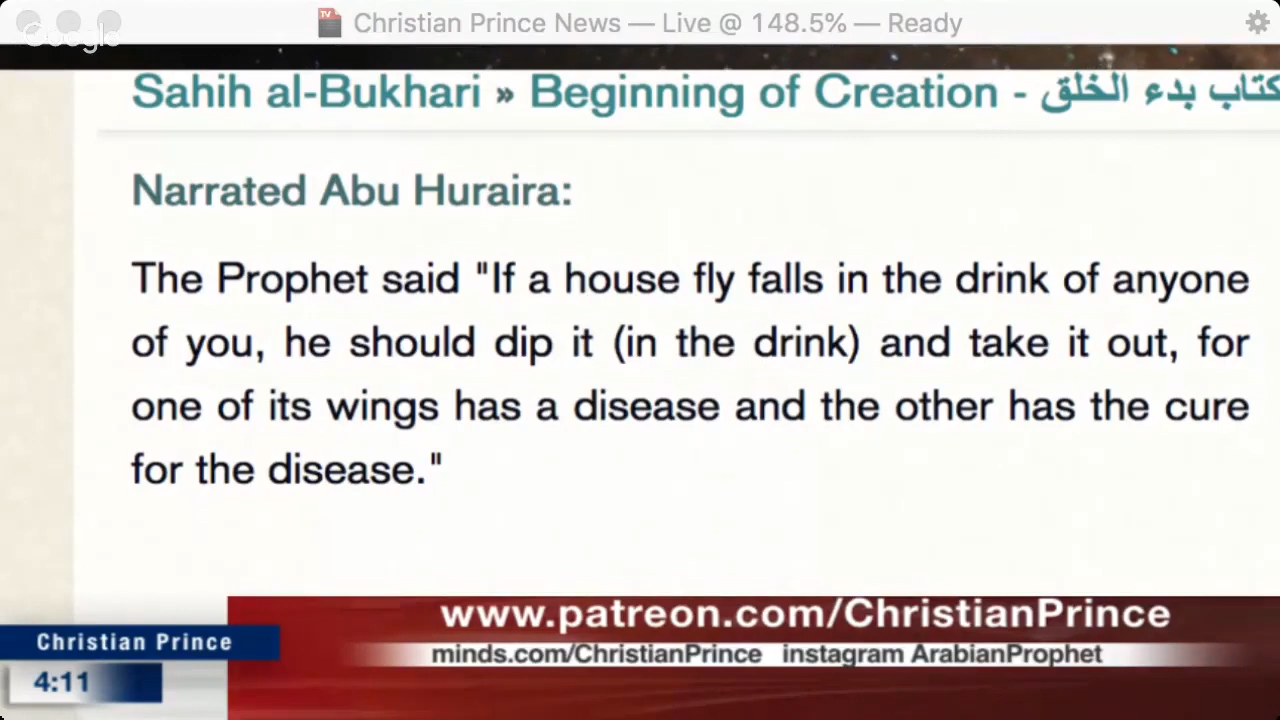 Christian Prince News — Live @ 148.5% — Ready
Google
Sahih al-Bukhari » Beginning of Creation - كتاب بدء الخلق
Narrated Abu Huraira:
The Prophet said "If a house fly falls in the drink of anyone
of you, he should dip it (in the drink) and take it out, for
one of its wings has a disease and the other has the cure
for the disease."
www.patreon.com/ChristianPrince
Christian Prince
minds.com/ChristianPrince instagram ArabianProphet
4:11